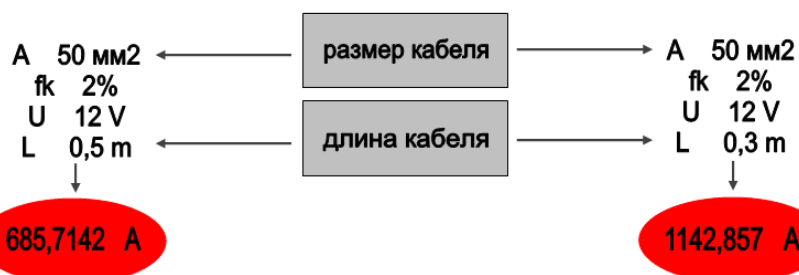 A 50 мм2
fk 2%
U 12 V
L 0,5 m
685,7142 A
размер кабеля
длина кабеля
A 50 мм2
fk 2%
U 12 V
L 0,3 m
1142,857 A